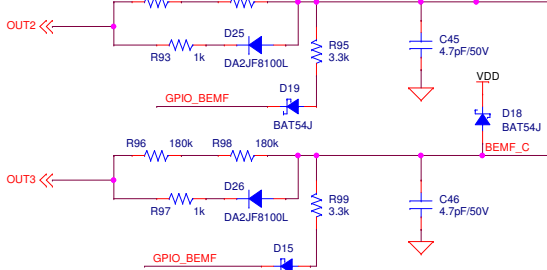 OUT2
D25
R93 1k
DA2JF8100L
R95
3.3k
C45
4.7pF/50V
D19
GPIO_BEMF
BAT54J
VDD
D18
BAT54J
BEMF_C
R96 180k R98 180k
OUT3
D26
R97 1k
DA2JF8100L
R99
3.3k
C46
4.7pF/50V
D15
GPIO_BEMF